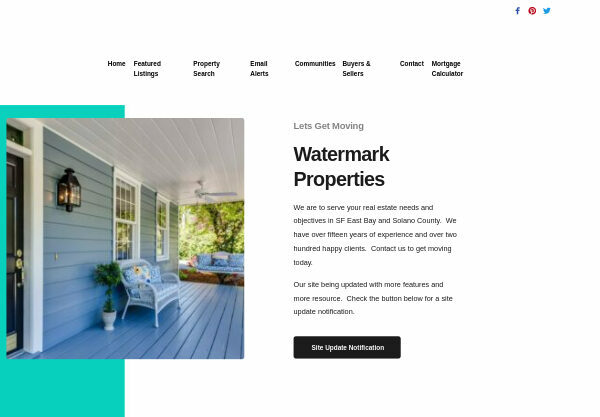 Home
Featured Listings
Property Search
Email Alerts
Communities
Buyers & Sellers
Contact
Mortgage Calculator
Lets Get Moving
Watermark
Properties
We are to serve your real estate needs and
objectives in SF East Bay and Solano County.  We
have over fifteen years of experience and over two
hundred happy clients.  Contact us to get moving
today.
Our site being updated with more features and
more resource.  Check the button below for a site
update notification.
Site Update Notification